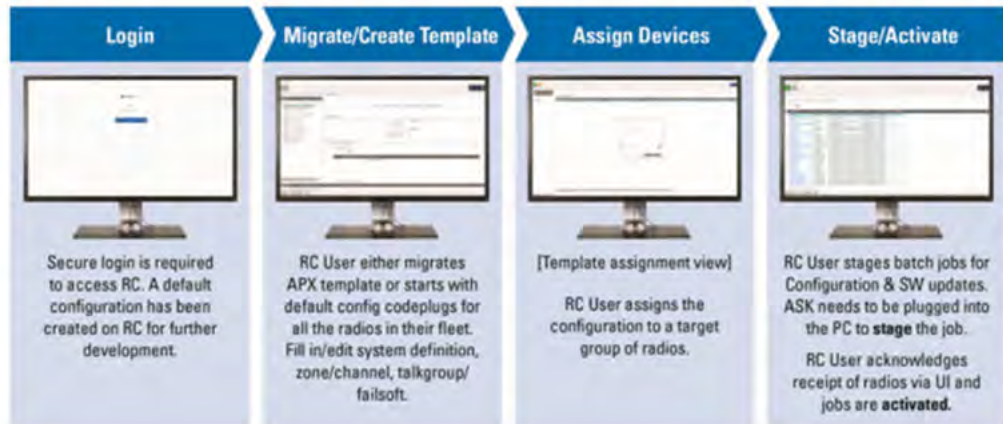 Login
Migrate/Create Template
Assign Devices
Stage/Activate
Secure login is required
to access RC. A default
configuration has been
created on RC for further
development.
RC User either migrates
APX template or starts with
default config codeplugs for
all the radios in their fleet.
Fill in/edit system definition,
zone/channel, talkgroup/
failsoft.
[Template assignment view]
RC User assigns the
configuration to a target
group of radios.
RC User stages batch jobs for
Configuration & SW updates.
ASK needs to be plugged into
the PC to stage the job.
RC User acknowledges
receipt of radios via UI and
jobs are activated.